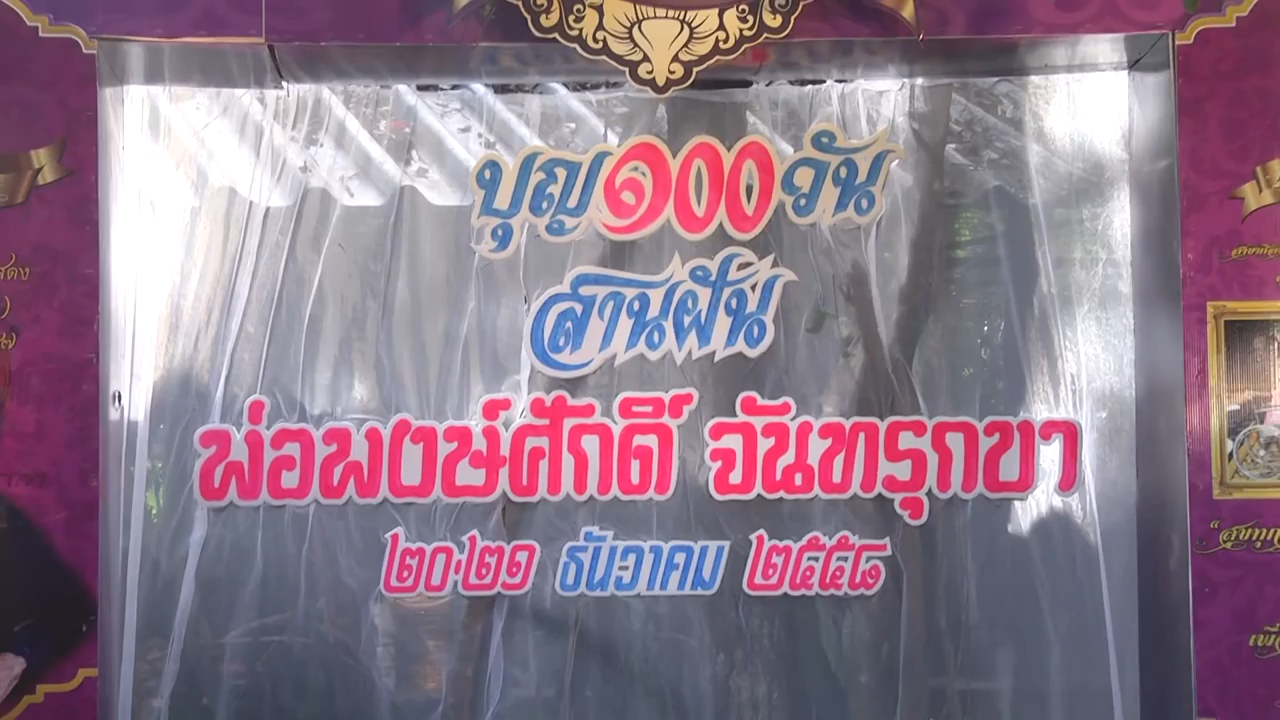 บุญ๑๐๐วัน
สานฝัน
พ่อพงษ์ศักดิ์ จันทรุกขา
๒๐-๒๑ ธันวาคม ๒๕๕๘